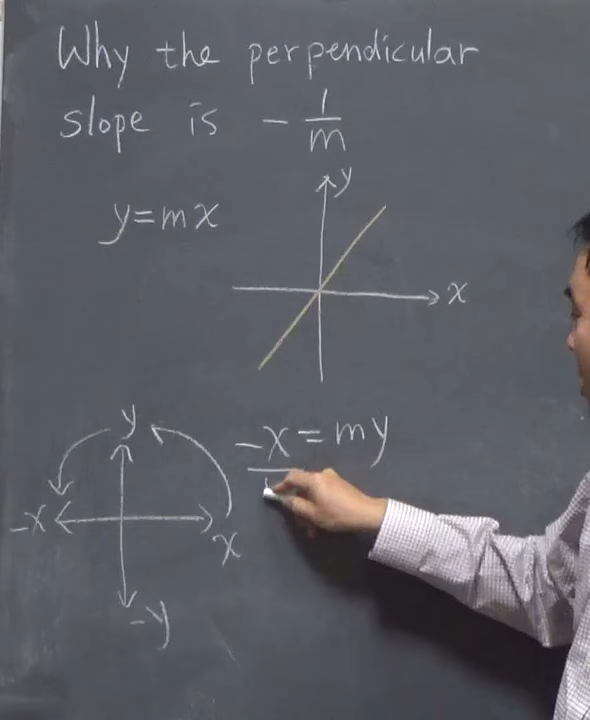 Why the perpendicular
slope is - 1/m
y
y=mx
x
y
-x = my
-x
x
-y